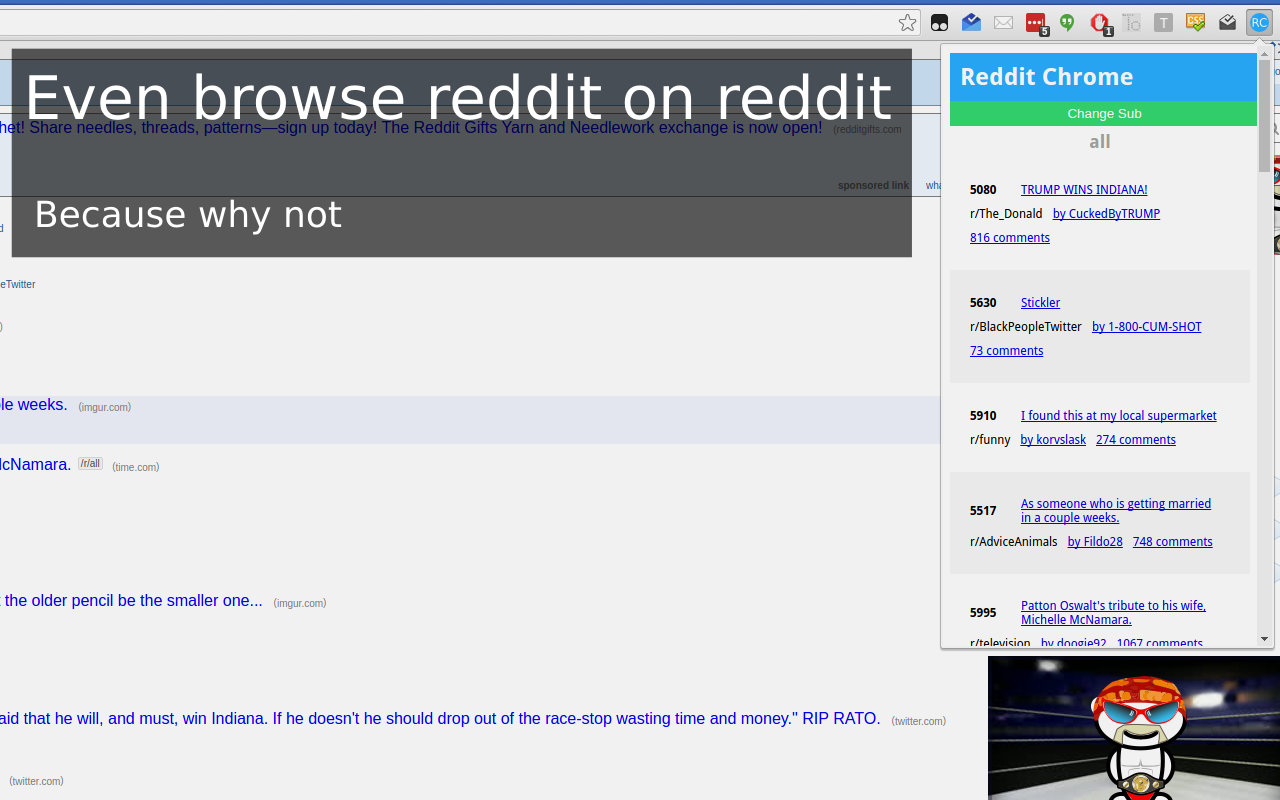 5
1
To
T
CSS
RC
Even browse reddit on reddit
het! Share needles, threads, patterns—sign up today! The Reddit Gifts Yarn and Needlework exchange is now open! (redditgifts.com
sponsored link wha
Because why not
d
eTwitter
)
le weeks. (imgur.com)
McNamara. /r/all (time.com)
t the older pencil be the smaller one... (imgur.com)
aid that he will, and must, win Indiana. If he doesn't he should drop out of the race-stop wasting time and money." RIP RATO. (twitter.com)
(twitter.com)
Reddit Chrome
Change Sub
all
5080 TRUMP WINS INDIANA!
r/The_Donald by CuckedByTRUMP
816 comments
5630 Stickler
r/BlackPeopleTwitter by 1-800-CUM-SHOT
73 comments
5910 I found this at my local supermarket
r/funny by korvslask 274 comments
5517 As someone who is getting married
in a couple weeks.
r/AdviceAnimals by Fildo28 748 comments
5995 Patton Oswalt's tribute to his wife,
Michelle McNamara.
r/television by doogie92 1067 comments